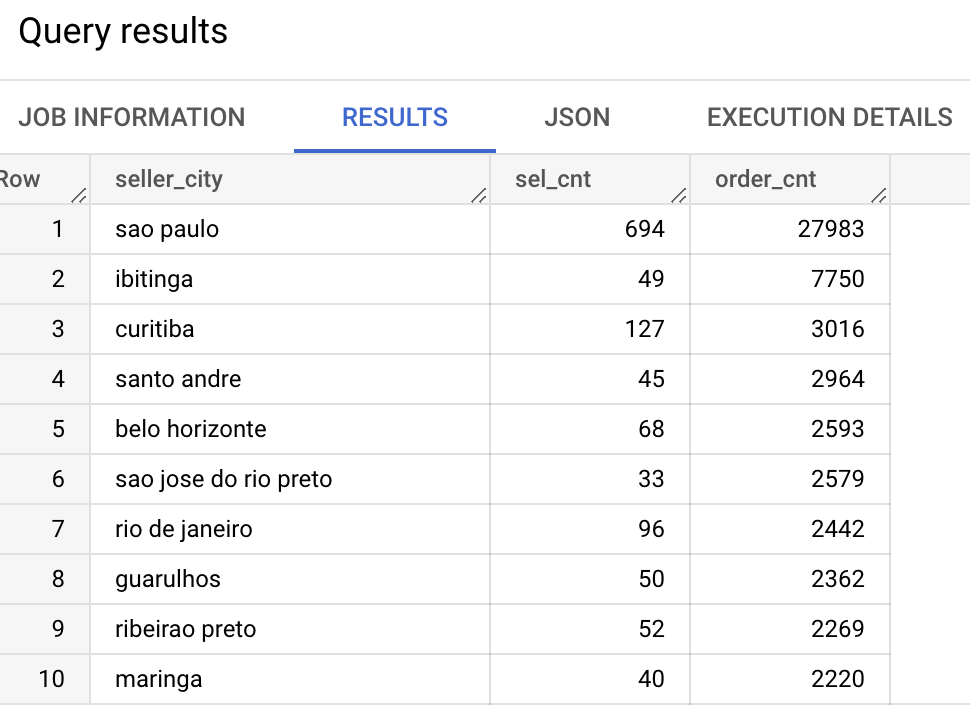 Query results
JOB INFORMATION RESULTS JSON EXECUTION DETAILS
Row seller_city sel_cnt order_cnt
1 sao paulo 694 27983
2 ibitinga 49 7750
3 curitiba 127 3016
4 santo andre 45 2964
5 belo horizonte 68 2593
6 sao jose do rio preto 33 2579
7 rio de janeiro 96 2442
8 guarulhos 50 2362
9 ribeirao preto 52 2269
10 maringa 40 2220